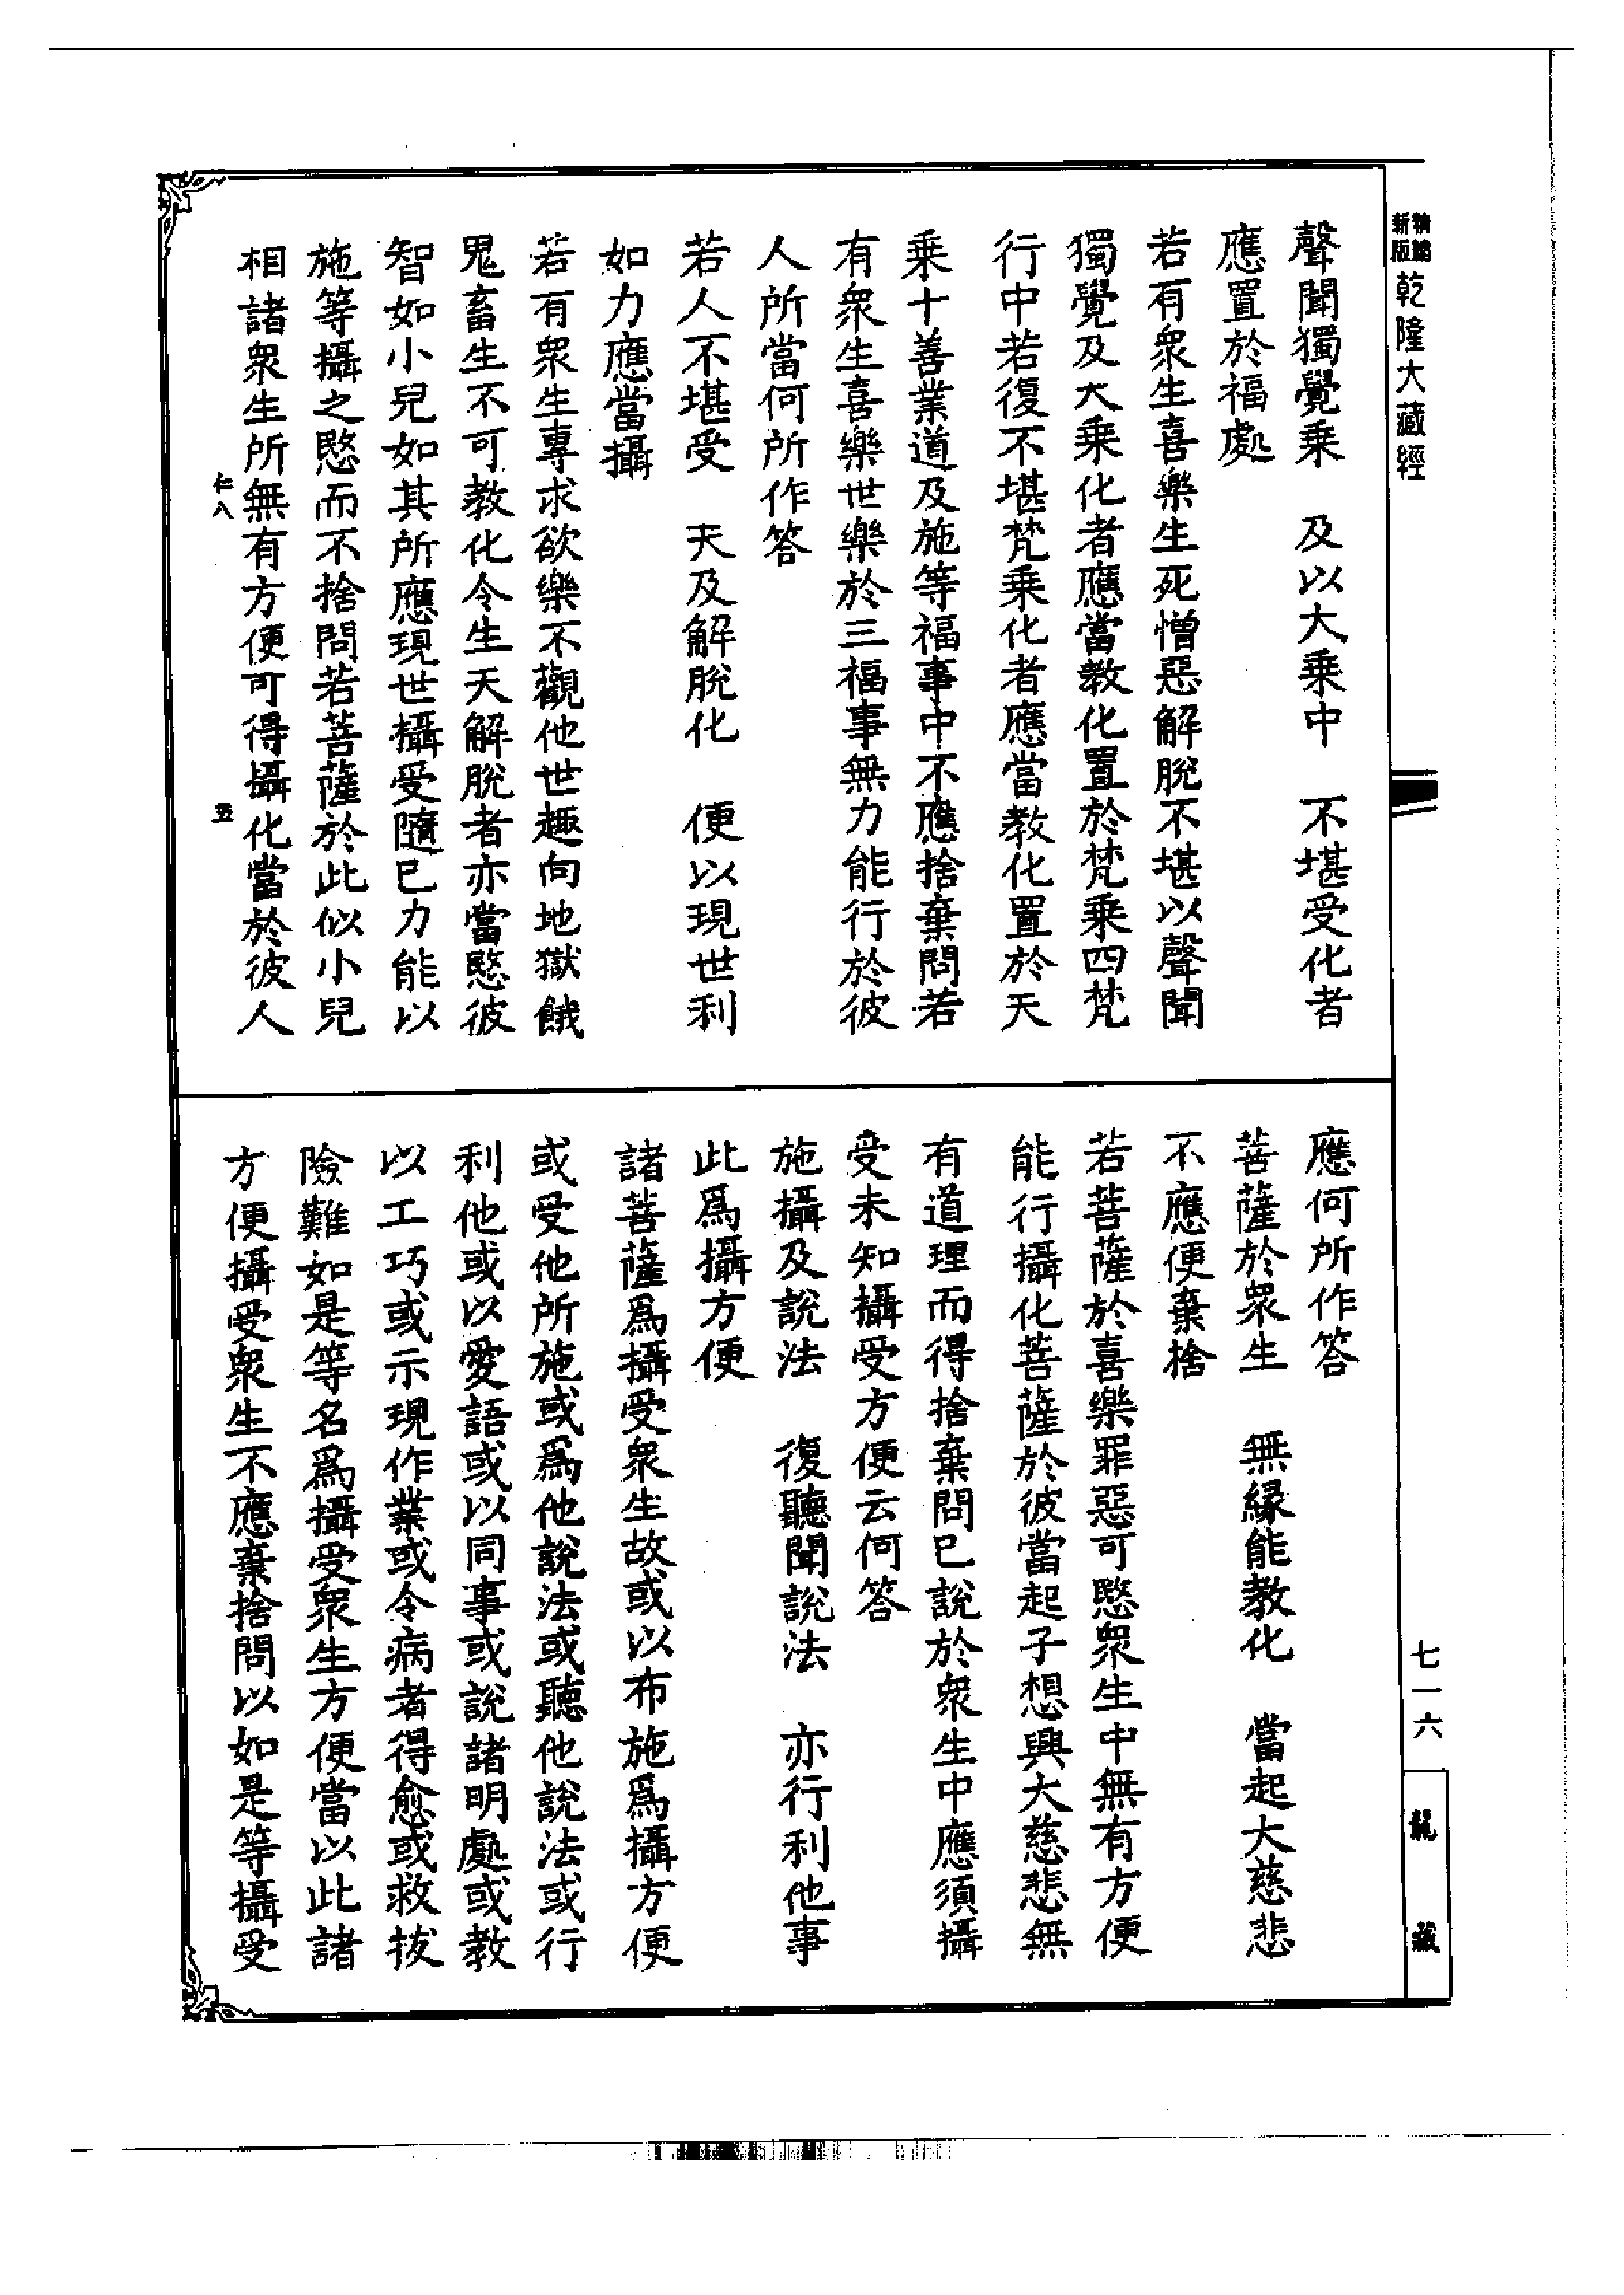 新版
精編
乾隆大藏經
聲聞獨覺乘　及以大乘中　不堪受化者
應置於福處
若有衆生喜樂生死憎惡解脫不堪以聲聞
獨覺及大乘化者應當教化置於梵乘四梵
行中若復不堪梵乘化者應當教化置於天
乘十善業道及施等福事中不應捨棄問若
有衆生喜樂世樂於三福事無力能行於彼
人所當何所作答
若人不堪受　天及解脫化　便以現世利
如力應當攝
若有衆生專求欲樂不觀他世趣向地獄餓
鬼畜生不可教化令生天解脫者亦當愍彼
智如小兒如其所應現世攝受隨已力能以
施等攝之愍而不捨問若菩薩於此似小兒
相諸衆生所無有方便可得攝化當於彼人
仁八
五
應何所作答
菩薩於衆生　無緣能教化　當起大慈悲
不應便棄捨
若菩薩於喜樂罪惡可愍衆生中無有方便
能行攝化菩薩於彼當起子想興大慈悲無
有道理而得捨棄問已說於衆生中應須攝
受未知攝受方便云何答
施攝及說法　復聽聞說法　亦行利他事
此爲攝方便
諸菩薩爲攝受衆生故或以布施爲攝方便
或受他所施或爲他說法或聽他說法或行
利他或以愛語或以同事或說諸明處或教
以工巧或示現作業或令病者得愈或救拔
險難如是等名爲攝受衆生方便當以此諸
方便攝受衆生不應棄捨問以如是等攝受
七一六
龍藏